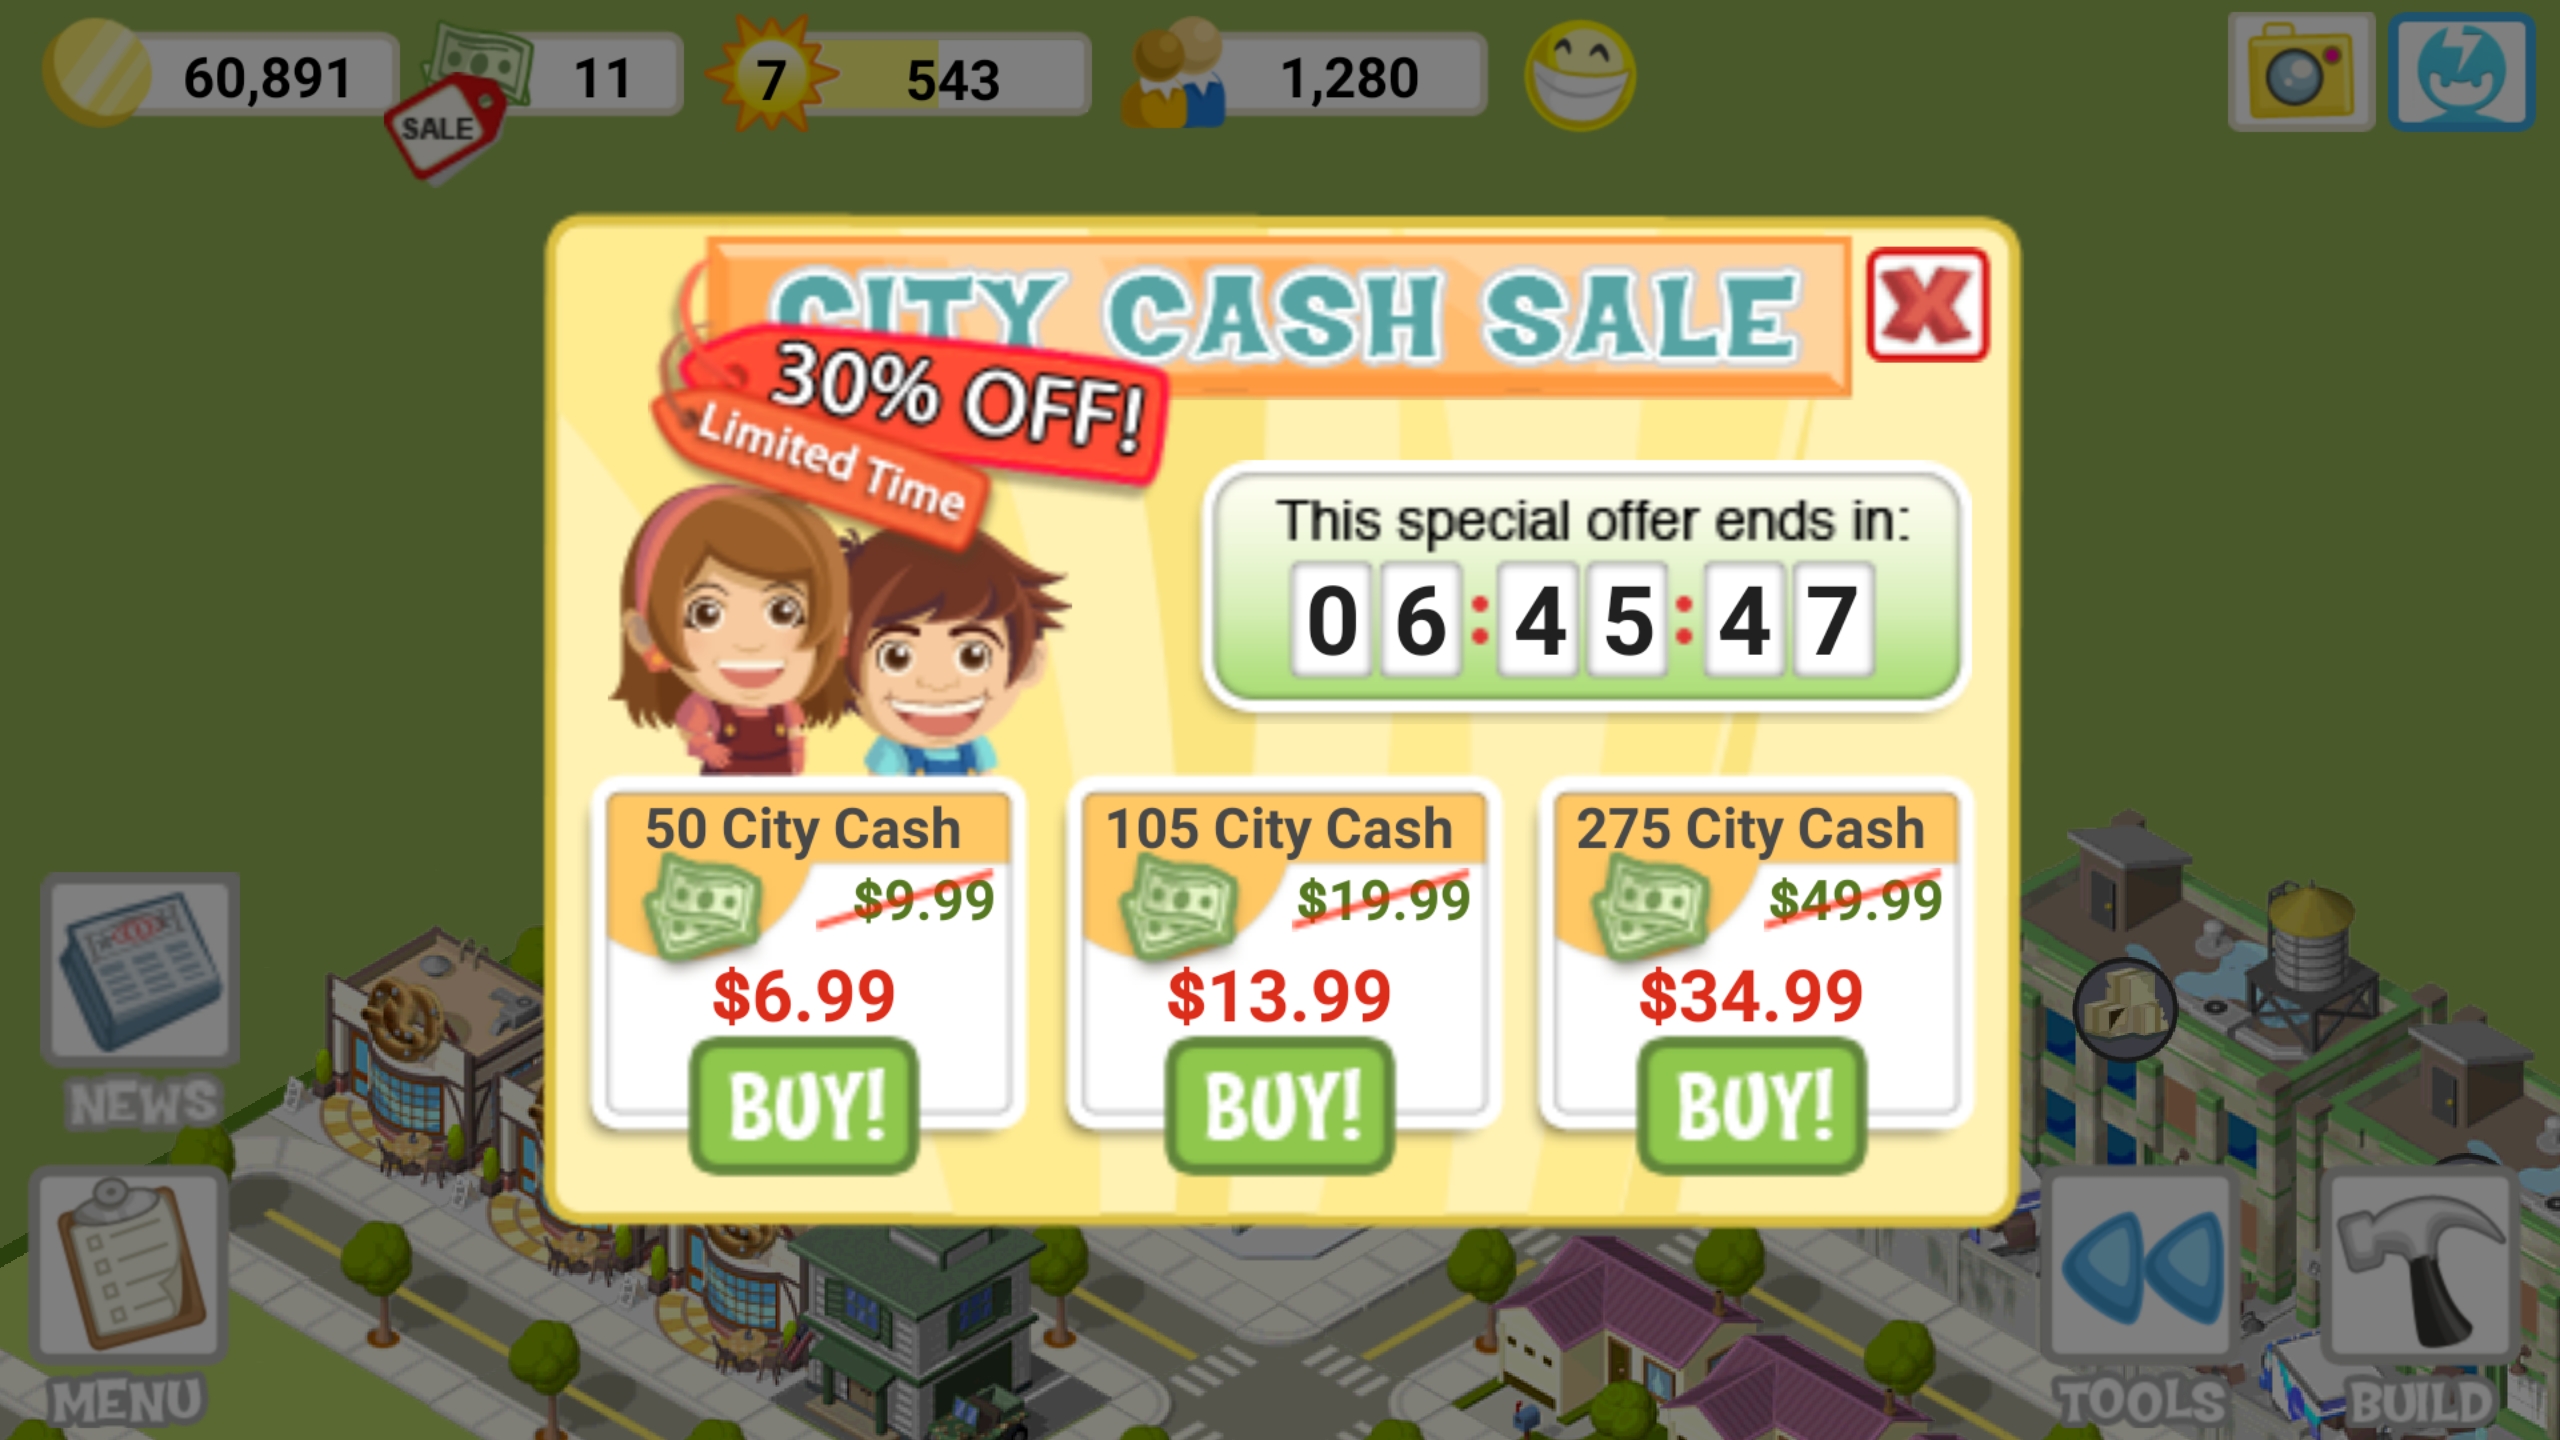 60,891
11
7
543
1,280
SALE
CITY CASH SALE
30% OFF!
Limited Time
This special offer ends in:
06:45:47
50 City Cash
$9.99
$6.99
BUY!
105 City Cash
$19.99
$13.99
BUY!
275 City Cash
$49.99
$34.99
BUY!
NEWS
MENU
TOOLS
BUILD